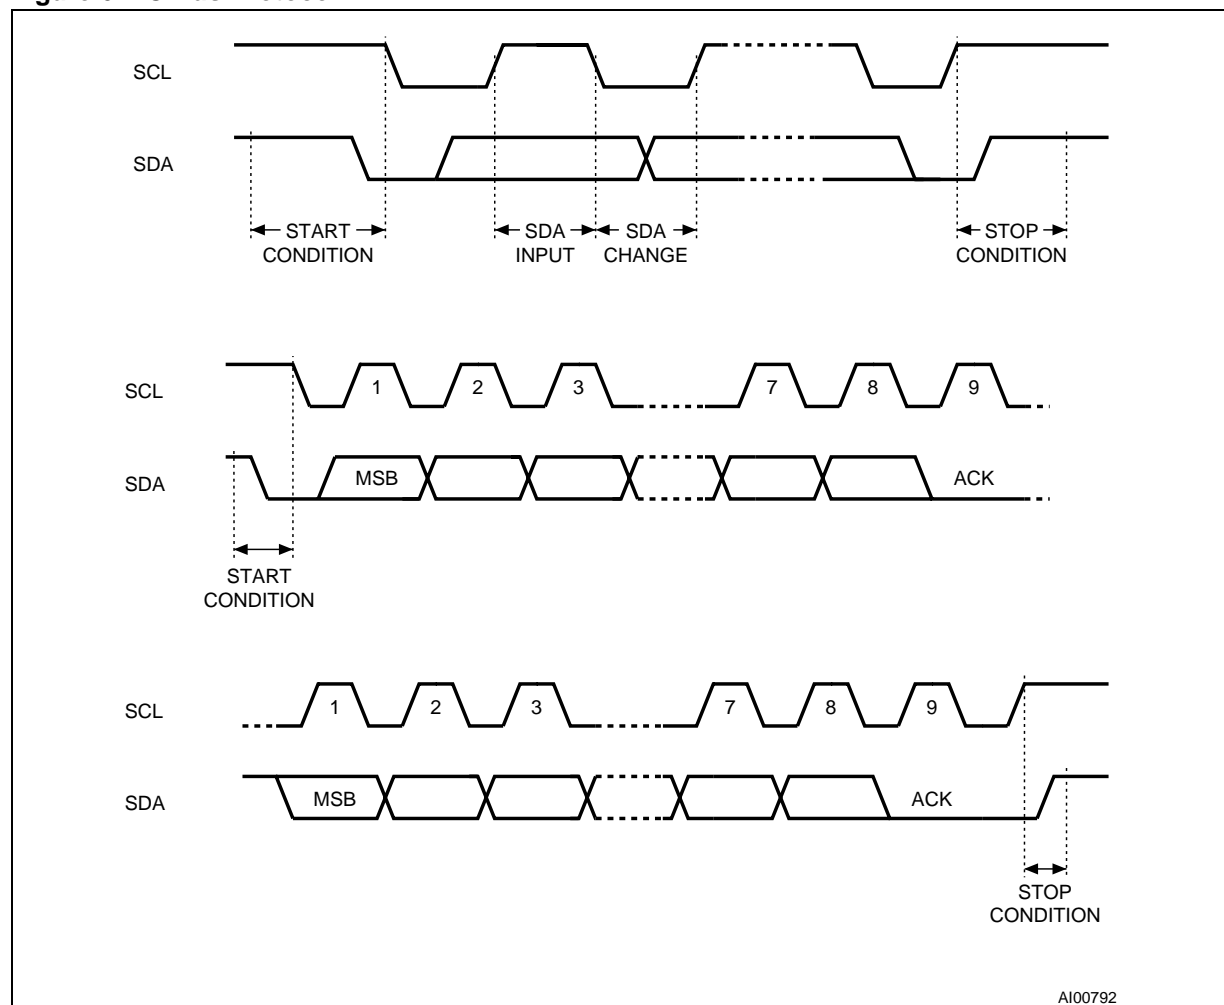 SCL
SDA
START
CONDITION
SDA
INPUT
SDA
CHANGE
STOP
CONDITION
SCL
1 2 3 7 8 9
SDA
MSB ACK
START
CONDITION
SCL
1 2 3 7 8 9
SDA
MSB ACK
STOP
CONDITION
AI00792